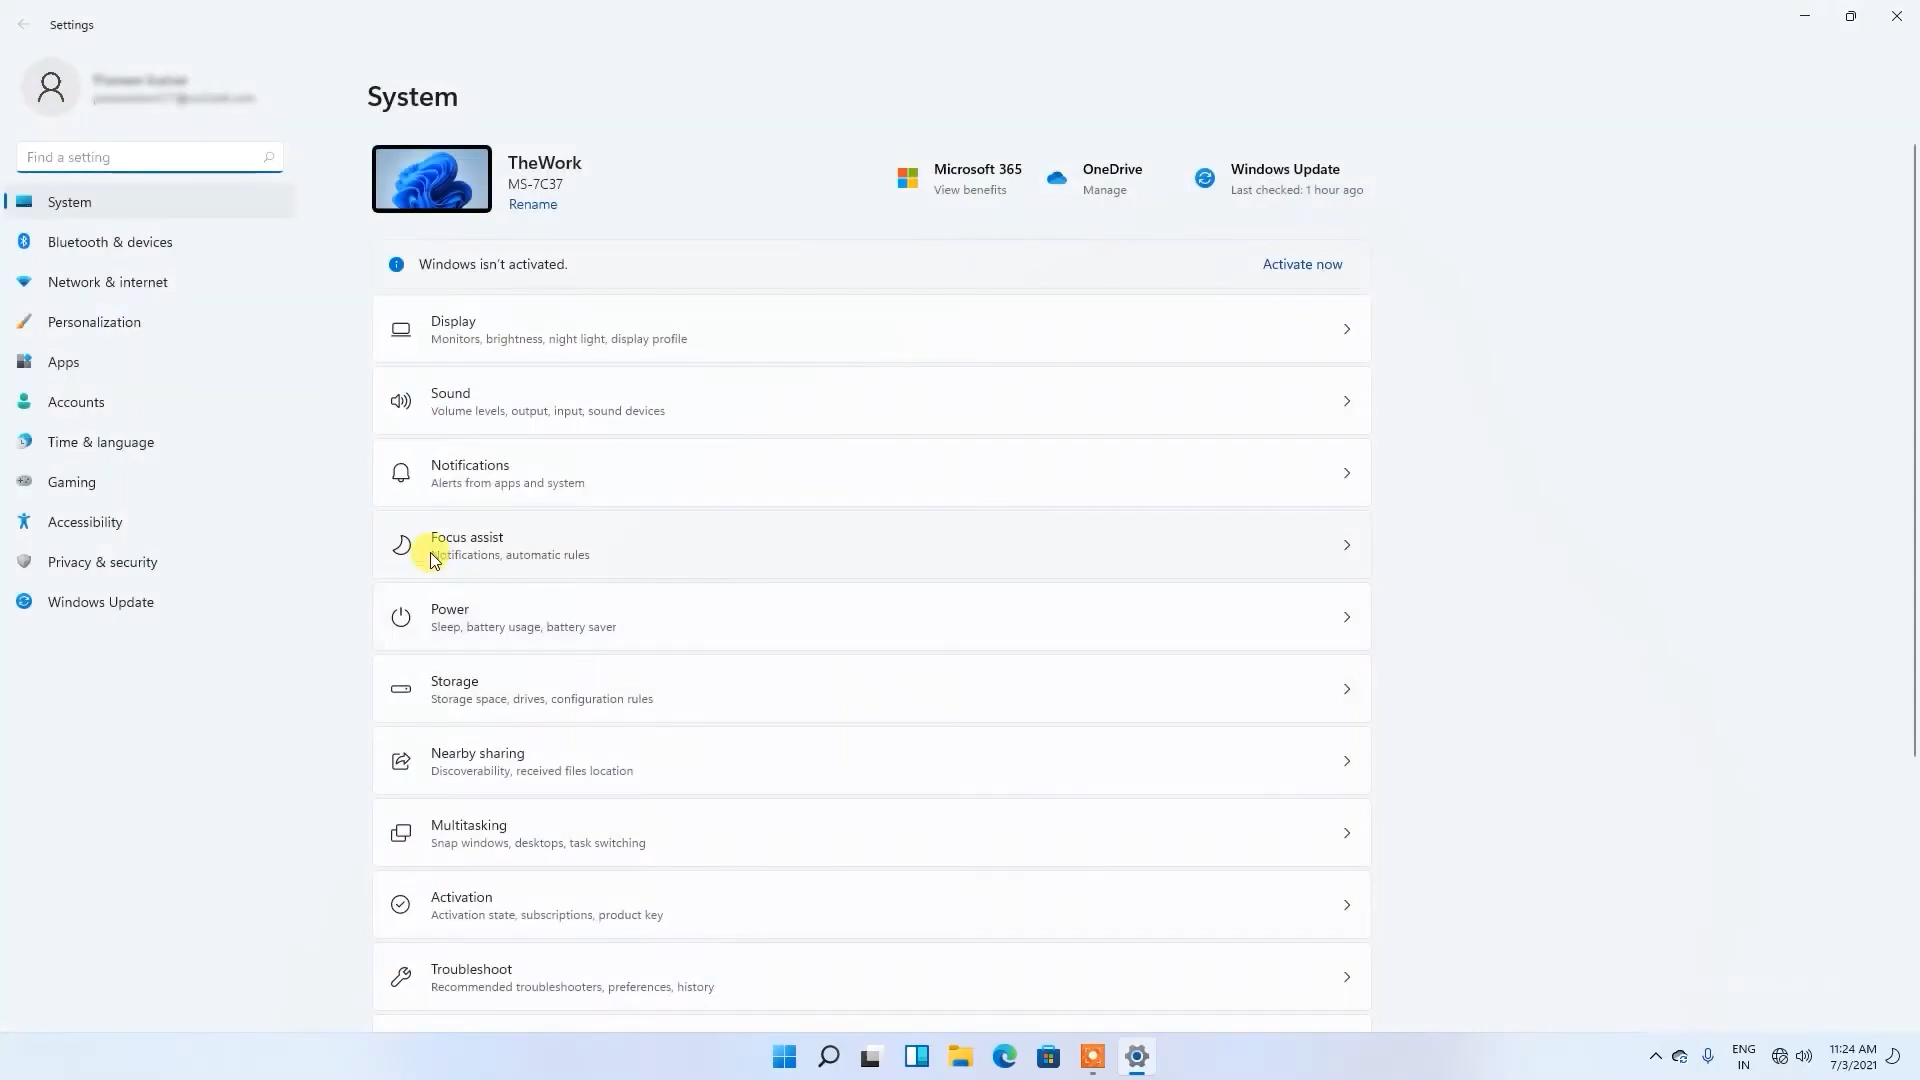 Settings
Find a setting
System
Bluetooth & devices
Network & internet
Personalization
Apps
Accounts
Time & language
Gaming
Accessibility
Privacy & security
Windows Update
System
TheWork
MS-7C37
Rename
Microsoft 365
View benefits
OneDrive
Manage
Windows Update
Last checked: 1 hour ago
Windows isn't activated.
Activate now
Display
Monitors, brightness, night light, display profile
Sound
Volume levels, output, input, sound devices
Notifications
Alerts from apps and system
Focus assist
Notifications, automatic rules
Power
Sleep, battery usage, battery saver
Storage
Storage space, drives, configuration rules
Nearby sharing
Discoverability, received files location
Multitasking
Snap windows, desktops, task switching
Activation
Activation state, subscriptions, product key
Troubleshoot
Recommended troubleshooters, preferences, history
ENG
IN
11:24 AM
7/3/2021